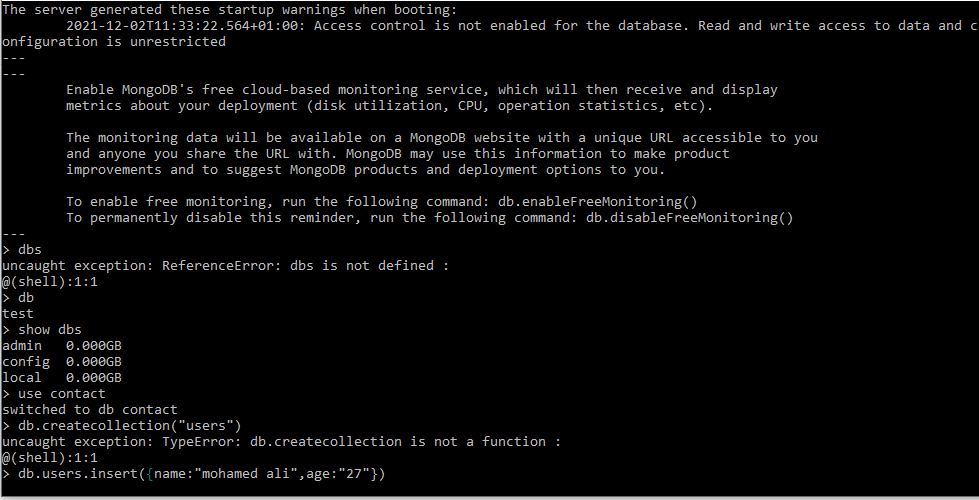 The server generated these startup warnings when booting:
        2021-12-02T11:33:22.564+01:00: Access control is not enabled for the database. Read and write access to data and c
onfiguration is unrestricted
---
---
        Enable MongoDB's free cloud-based monitoring service, which will then receive and display
        metrics about your deployment (disk utilization, CPU, operation statistics, etc).

        The monitoring data will be available on a MongoDB website with a unique URL accessible to you
        and anyone you share the URL with. MongoDB may use this information to make product
        improvements and to suggest MongoDB products and deployment options to you.

        To enable free monitoring, run the following command: db.enableFreeMonitoring()
        To permanently disable this reminder, run the following command: db.disableFreeMonitoring()
---
> dbs
uncaught exception: ReferenceError: dbs is not defined :
@(shell):1:1
> db
test
> show dbs
admin   0.000GB
config  0.000GB
local   0.000GB
> use contact
switched to db contact
> db.createcollection("users")
uncaught exception: TypeError: db.createcollection is not a function :
@(shell):1:1
> db.users.insert({name:"mohamed ali",age:"27"})